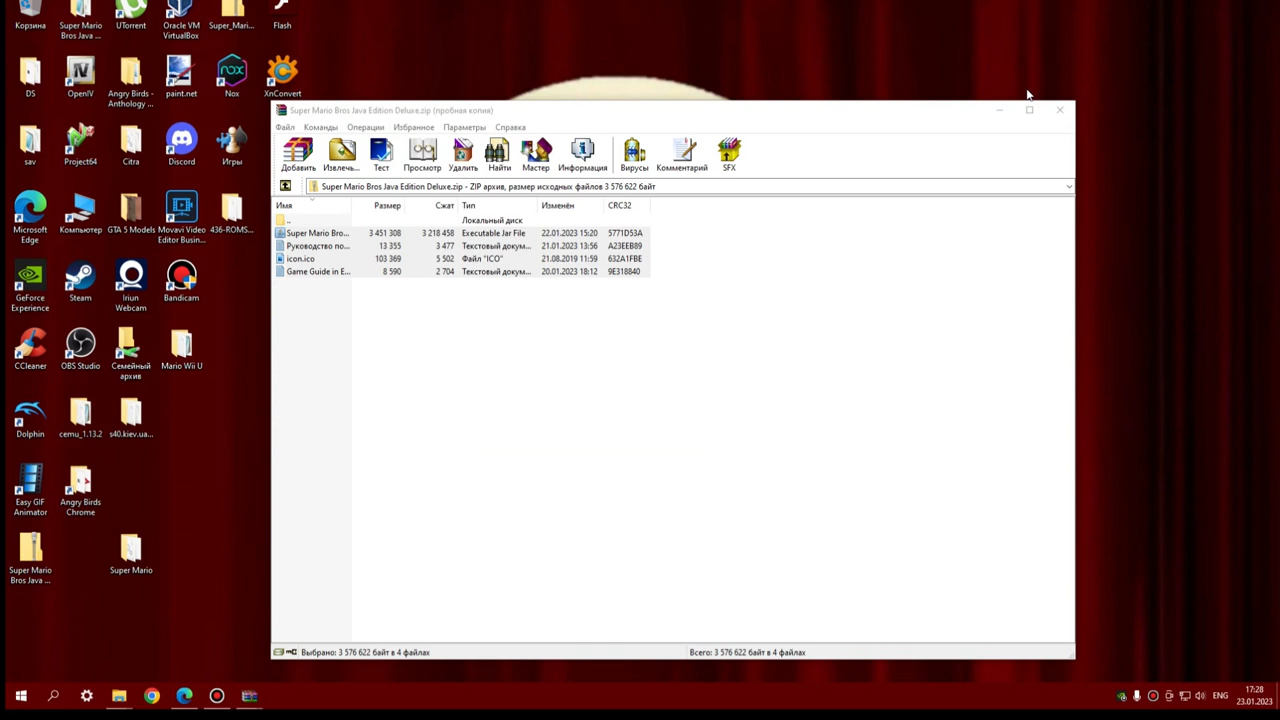 Корзина
Super Mario
Bros Java ...
UTorrent
Oracle VM
VirtualBox
Super_Mari...
Flash
DS
OpenIV
Angry Birds -
Anthology ...
paint.net
Nox
XnConvert
sav
Project64
Citra
Discord
Игры
Microsoft
Edge
Компьютер
GTA 5 Models
Movavi Video
Editor Busin...
436-ROMS...
GeForce
Experience
Steam
Iriun
Webcam
Bandicam
CCleaner
OBS Studio
Семейный
архив
Mario Wii U
Dolphin
cemu_1.13.2
s40.kiev.ua...
Easy GIF
Animator
Angry Birds
Chrome
Super Mario
Bros Java ...
Super Mario
Super Mario Bros Java Edition Deluxe.zip (пробная копия)
Файл Команды Операции Избранное Параметры Справка
Добавить Извлечь... Тест Просмотр Удалить Найти Мастер Информация Вирусы Комментарий SFX
Super Mario Bros Java Edition Deluxe.zip - ZIP архив, размер исходных файлов 3 576 622 байт
Имя Размер Сжат Тип Изменён CRC32
.. Локальный диск
Super Mario Bro... 3 451 308 3 218 458 Executable Jar File 22.01.2023 15:20 5771D53A
Руководство по... 13 355 3 477 Текстовый докум... 21.01.2023 13:56 A23EEB89
icon.ico 103 369 5 502 Файл "ICO" 21.08.2019 11:59 632A1FBE
Game Guide in E... 8 590 2 704 Текстовый докум... 20.01.2023 18:12 9E318840
Выбрано: 3 576 622 байт в 4 файлах
Всего: 3 576 622 байт в 4 файлах
ENG
17:28
23.01.2023